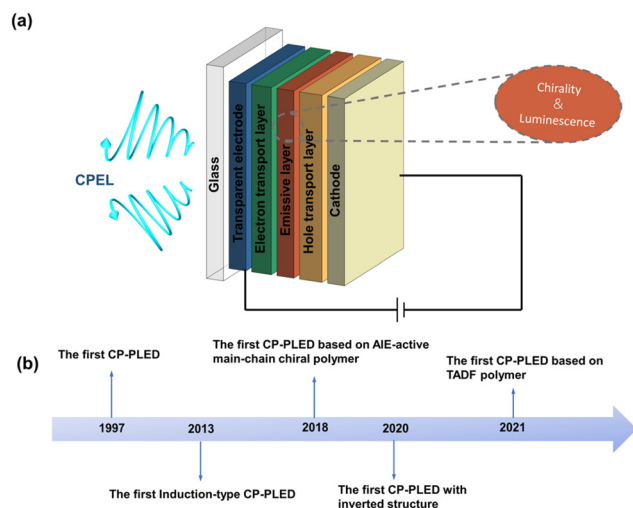 (a)
Chirality
&
Luminescence
CPEL
Glass
Transparent electrode
Electron transport layer
Emissive layer
Hole transport layer
Cathode
(b)
The first CP-PLED
The first CP-PLED based on AIE-active
main-chain chiral polymer
The first CP-PLED based on
TADF polymer
1997
2013
2018
2020
2021
The first Induction-type CP-PLED
The first CP-PLED with
inverted structure